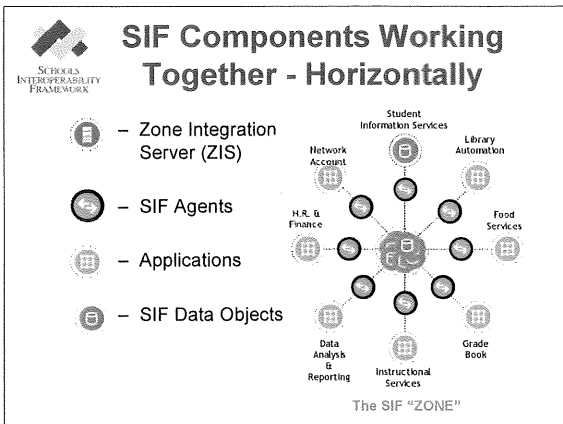 SIF Components Working
Together - Horizontally
SCHOOLS
INTEROPERABILITY
FRAMEWORK
– Zone Integration
Server (ZIS)
– SIF Agents
– Applications
– SIF Data Objects
Student
Information Services
Network
Account
Library
Automation
H.R. &
Finance
Food
Services
Data
Analysis
&
Reporting
Instructional
Services
Grade
Book
The SIF "ZONE"